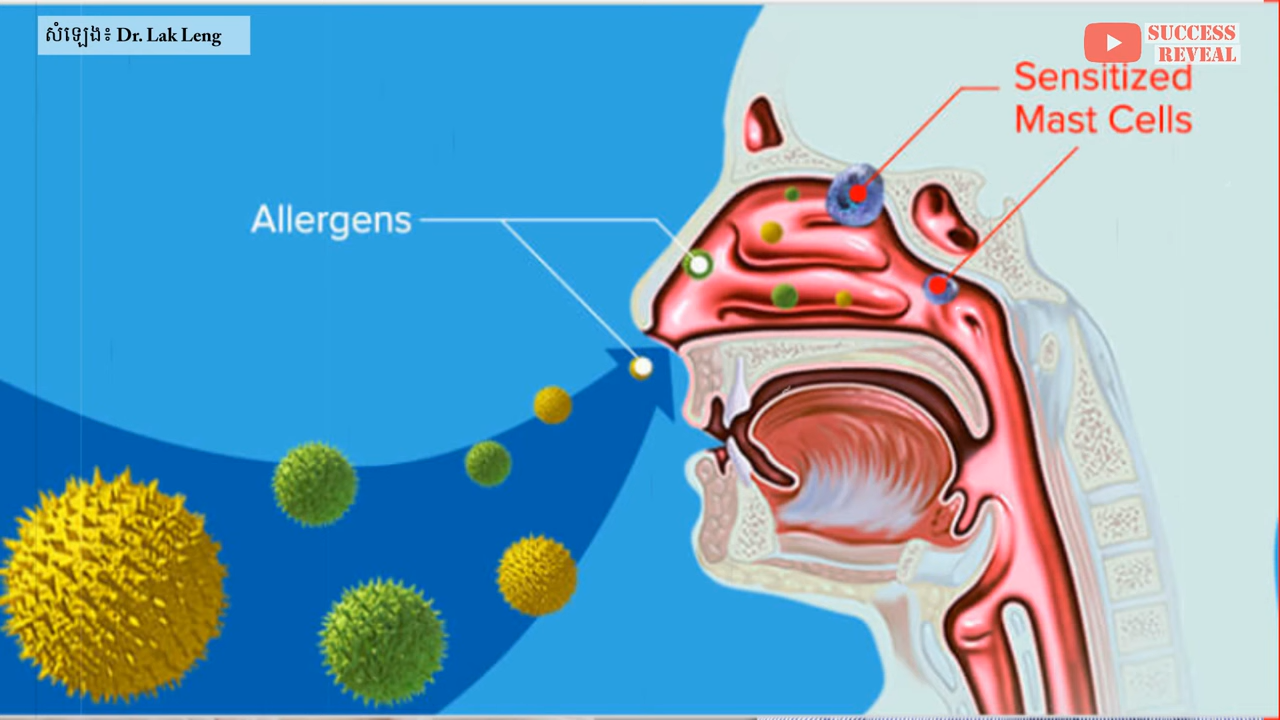 សំឡេង៖ Dr. Lak Leng
SUCCESS
REVEAL
Sensitized
Mast Cells
Allergens